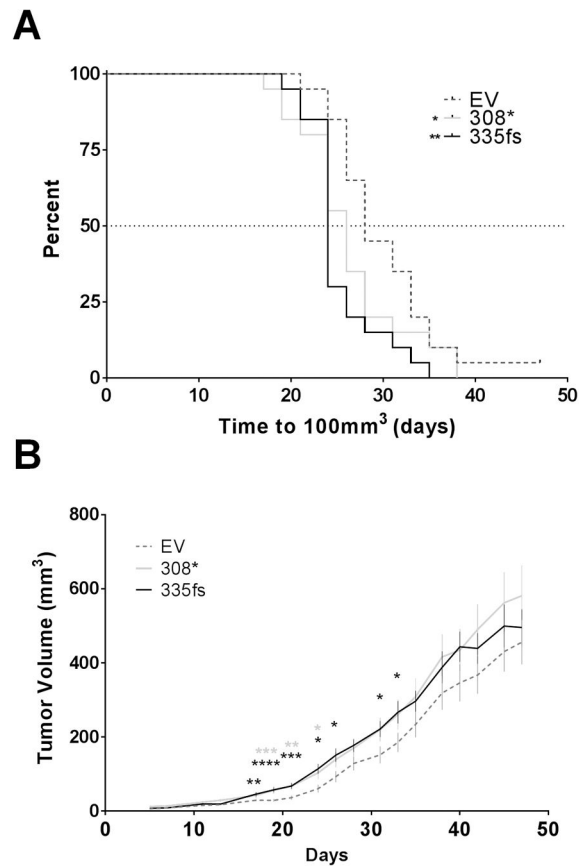 A
100
75
50
25
0
Percent
EV
* 308*
** 335fs
0 10 20 30 40 50
Time to 100mm³ (days)
B
800
600
400
200
0
Tumor Volume (mm³)
EV
308*
335fs
*
*
*
*
*** **
**** ***
*
**
0 10 20 30 40 50
Days